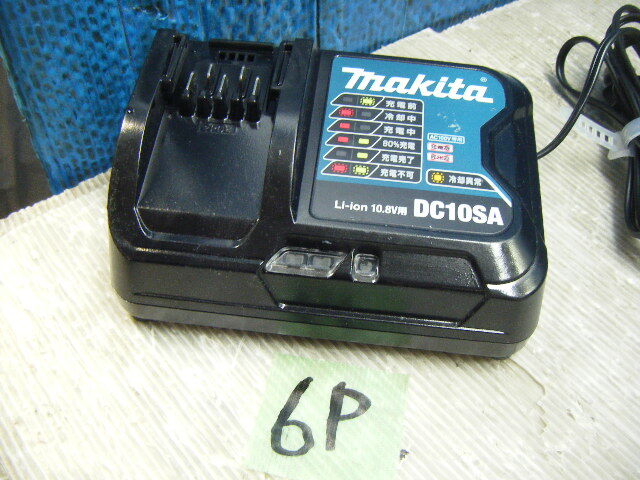 makita®
充電前
冷却中
充電中
80%充電
充電完了
充電不可
冷却異常
Li-ion 10.8V用 DC10SA
6P